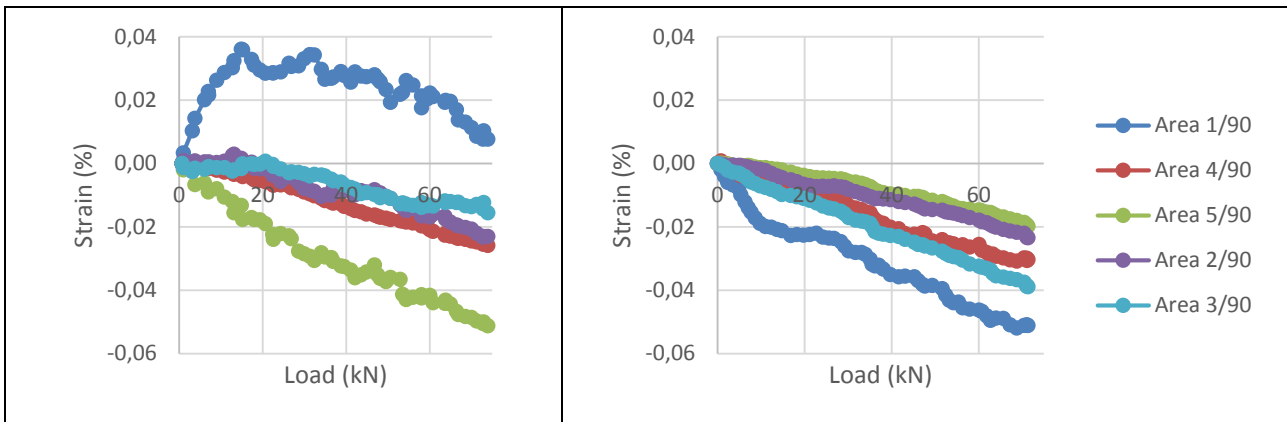 0,04
0,02
0,00
-0,02
-0,04
-0,06
0 20 40 60
Strain (%)
Load (kN)
0,04
0,02
0,00
-0,02
-0,04
-0,06
0 20 40 60
Strain (%)
Load (kN)
Area 1/90
Area 4/90
Area 5/90
Area 2/90
Area 3/90